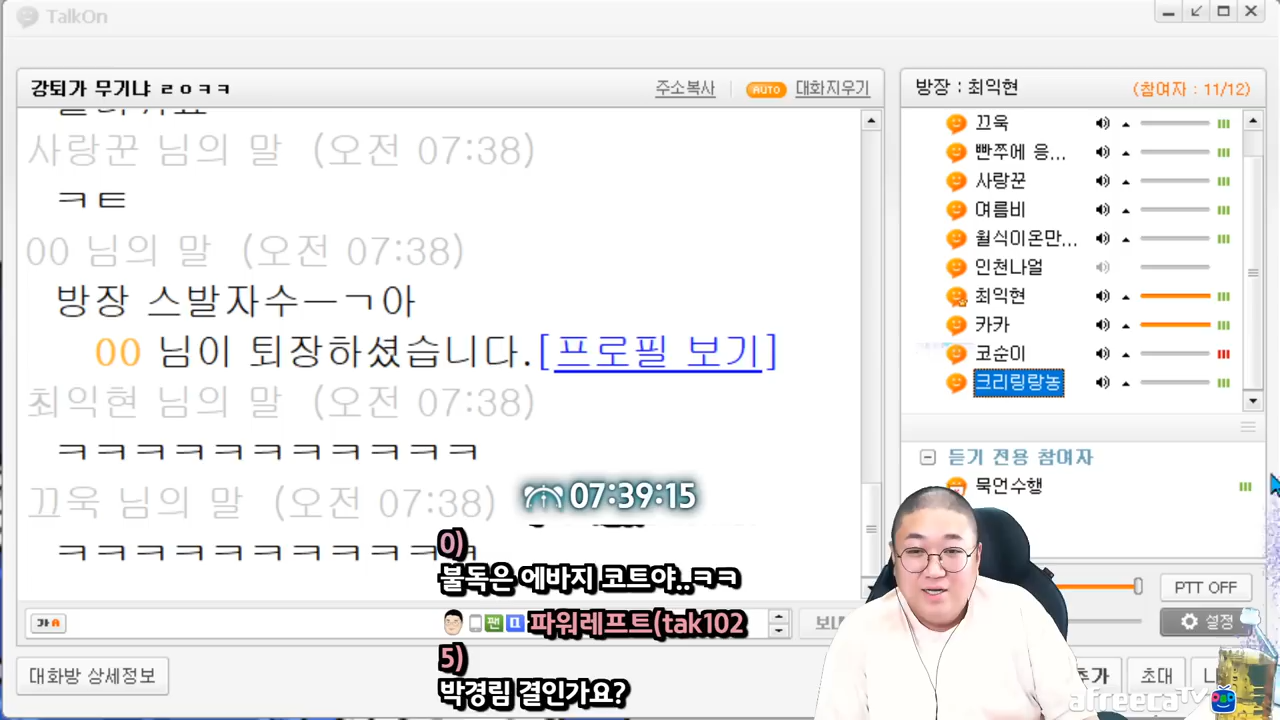 TalkOn
강퇴가 무기냐 ㄹㅇㅋㅋ
주소복사
AUTO
대화지우기
사랑꾼 님의 말 (오전 07:38)
ㅋㅌ
00 님의 말 (오전 07:38)
방장 스발자수ㅡㄱ아
00 님이 퇴장하셨습니다.[프로필 보기]
최익현 님의 말 (오전 07:38)
ㅋㅋㅋㅋㅋㅋㅋㅋㅋㅋㅋ
끄욱 님의 말 (오전 07:38)
ㅋㅋㅋㅋㅋㅋㅋㅋㅋㅋㅋ
07:39:15
0)
불독은 에바지 코트야..ㅋㅋ
팬
파워레프트(tak102
5)
박경림 결인가요?
가
대화방 상세정보
방장 : 최익현
(참여자 : 11/12)
끄욱
빤쭈에 응...
사랑꾼
여름비
월식이온만...
인천나얼
최익현
카카
코순이
크리링랑농
듣기 전용 참여자
묵언수행
PTT OFF
설정
초대
afreecaTV